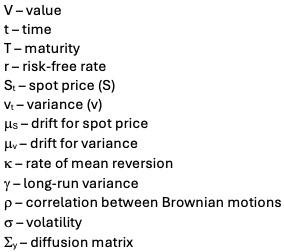 V – value
t – time
T – maturity
r – risk-free rate
Sₜ – spot price (S)
vₜ – variance (v)
μₛ – drift for spot price
μᵥ – drift for variance
κ – rate of mean reversion
γ – long-run variance
ρ – correlation between Brownian motions
σ – volatility
Σᵧ – diffusion matrix